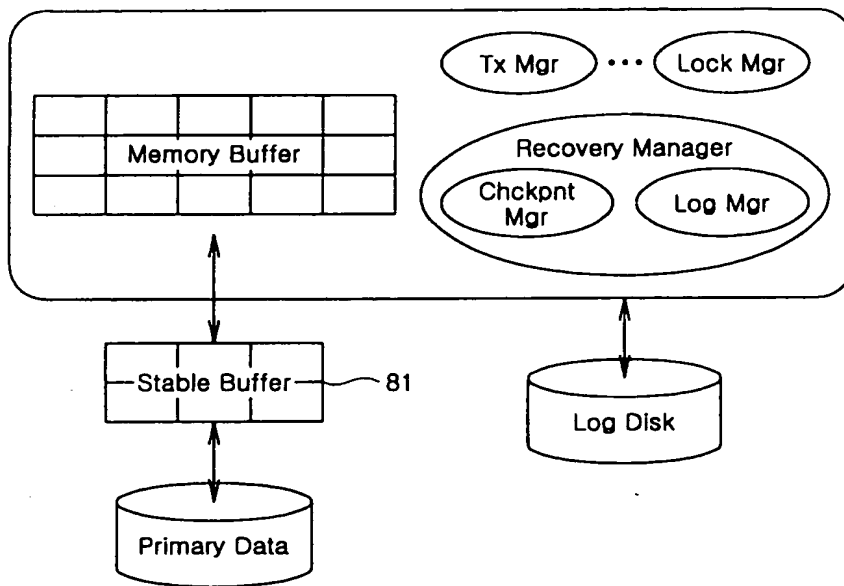 Tx Mgr ••• Lock Mgr
Memory Buffer
Recovery Manager
Chckpnt
Mgr
Log Mgr
Stable Buffer
81
Log Disk
Primary Data